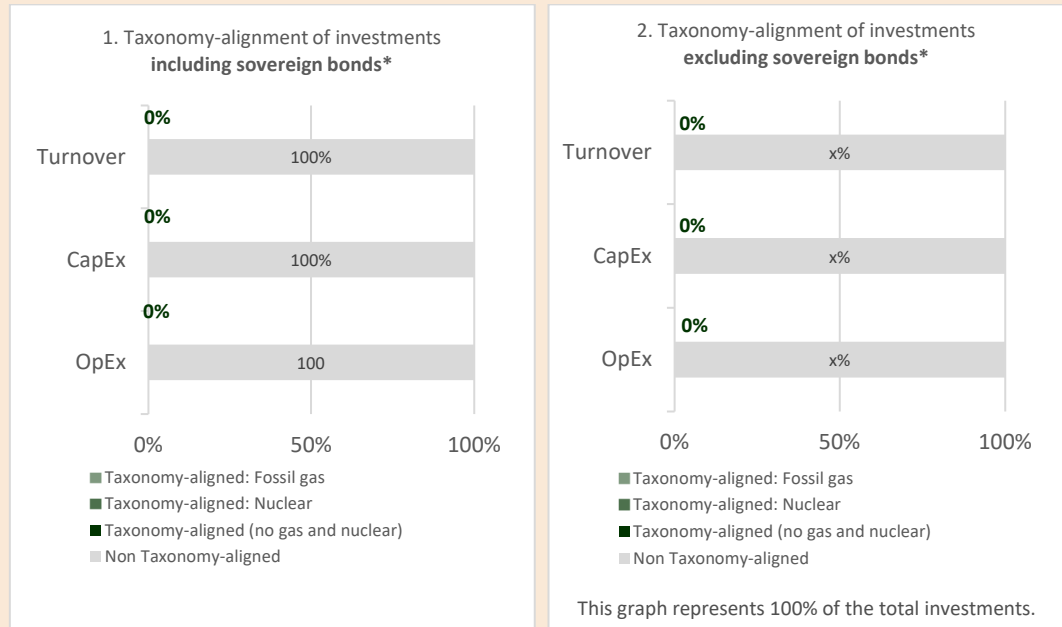 1. Taxonomy-alignment of investments
including sovereign bonds*
0%
Turnover
100%
0%
CapEx
100%
0%
OpEx
100
0%
50%
100%
Taxonomy-aligned: Fossil gas
Taxonomy-aligned: Nuclear
Taxonomy-aligned (no gas and nuclear)
Non Taxonomy-aligned
2. Taxonomy-alignment of investments
excluding sovereign bonds*
0%
Turnover
x%
0%
CapEx
x%
0%
OpEx
x%
0%
50%
100%
Taxonomy-aligned: Fossil gas
Taxonomy-aligned: Nuclear
Taxonomy-aligned (no gas and nuclear)
Non Taxonomy-aligned
This graph represents 100% of the total investments.